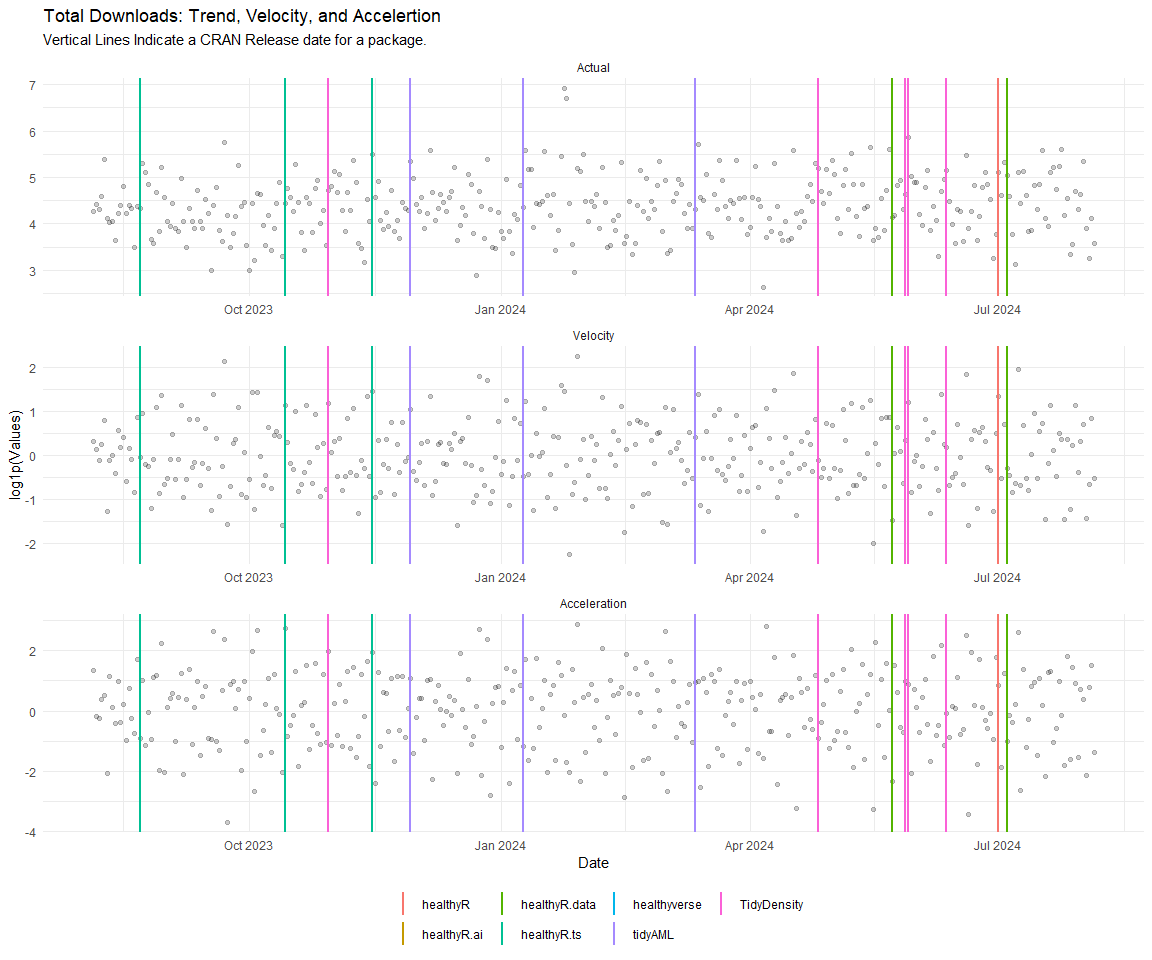 Total Downloads: Trend, Velocity, and Accelertion
Vertical Lines Indicate a CRAN Release date for a package.
Actual
7
6
5
4
3
Oct 2023 Jan 2024 Apr 2024 Jul 2024
Velocity
2
1
0
-1
-2
Oct 2023 Jan 2024 Apr 2024 Jul 2024
log1p(Values)
Acceleration
2
0
-2
-4
Oct 2023 Jan 2024 Apr 2024 Jul 2024
Date
healthyR healthyR.data healthyverse TidyDensity
healthyR.ai healthyR.ts tidyAML